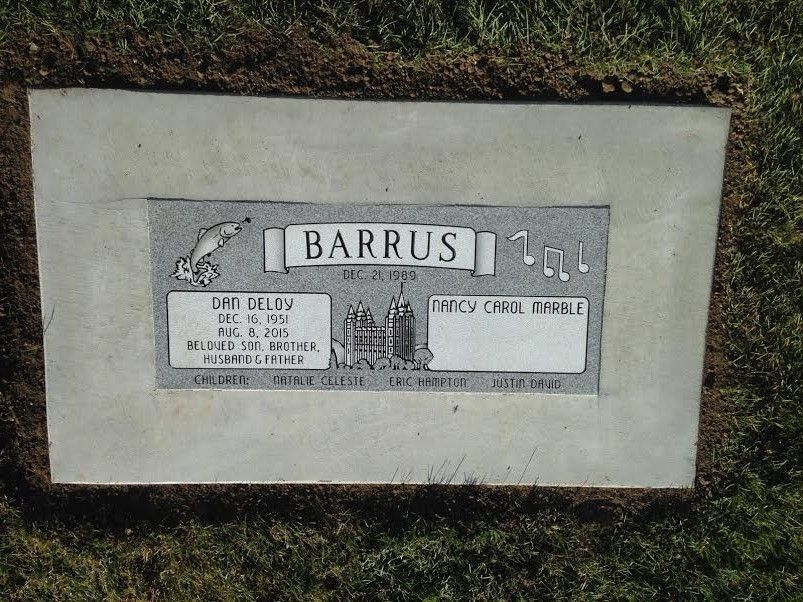 BARRUS
DEC. 21, 1989
DAN DELOY
DEC. 16, 1951
AUG. 8, 2015
BELOVED SON, BROTHER,
HUSBAND & FATHER
NANCY CAROL MARBLE
CHILDREN: NATALIE CELESTE ERIC HAMPTON JUSTIN DAVID